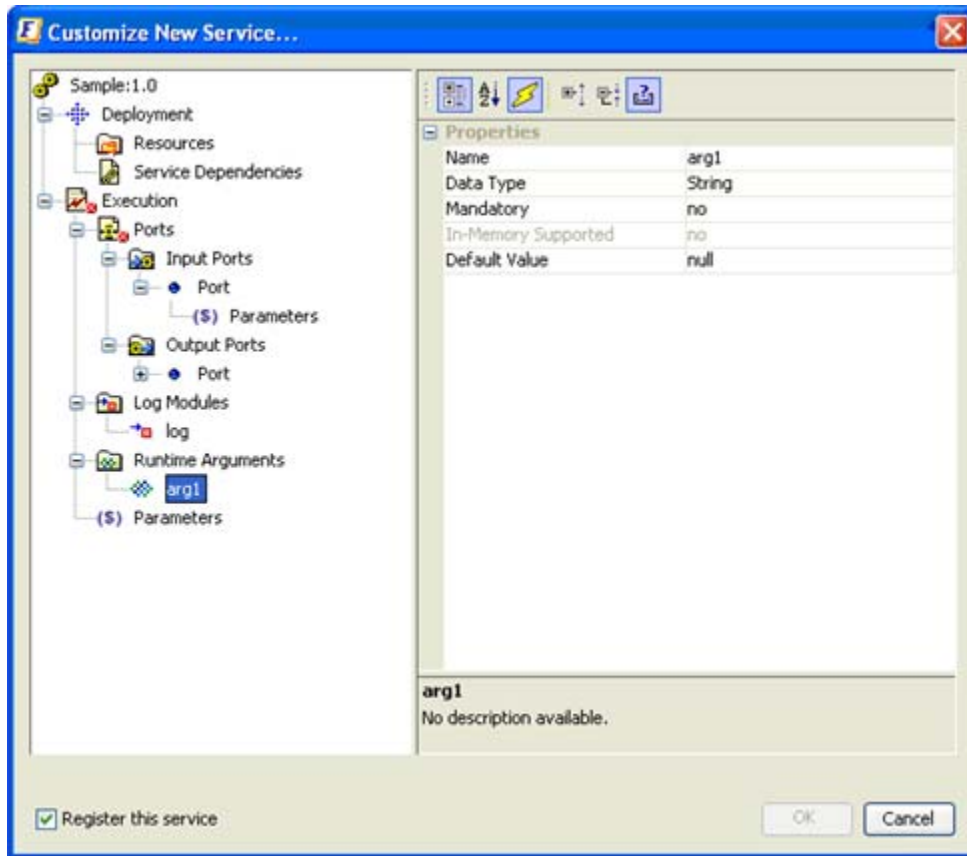 Customize New Service...
Sample:1.0
Deployment
Resources
Service Dependencies
Execution
Ports
Input Ports
Port
($) Parameters
Output Ports
Port
Log Modules
log
Runtime Arguments
arg1
($) Parameters
Properties
Name arg1
Data Type String
Mandatory no
In-Memory Supported no
Default Value null
arg1
No description available.
Register this service
OK
Cancel